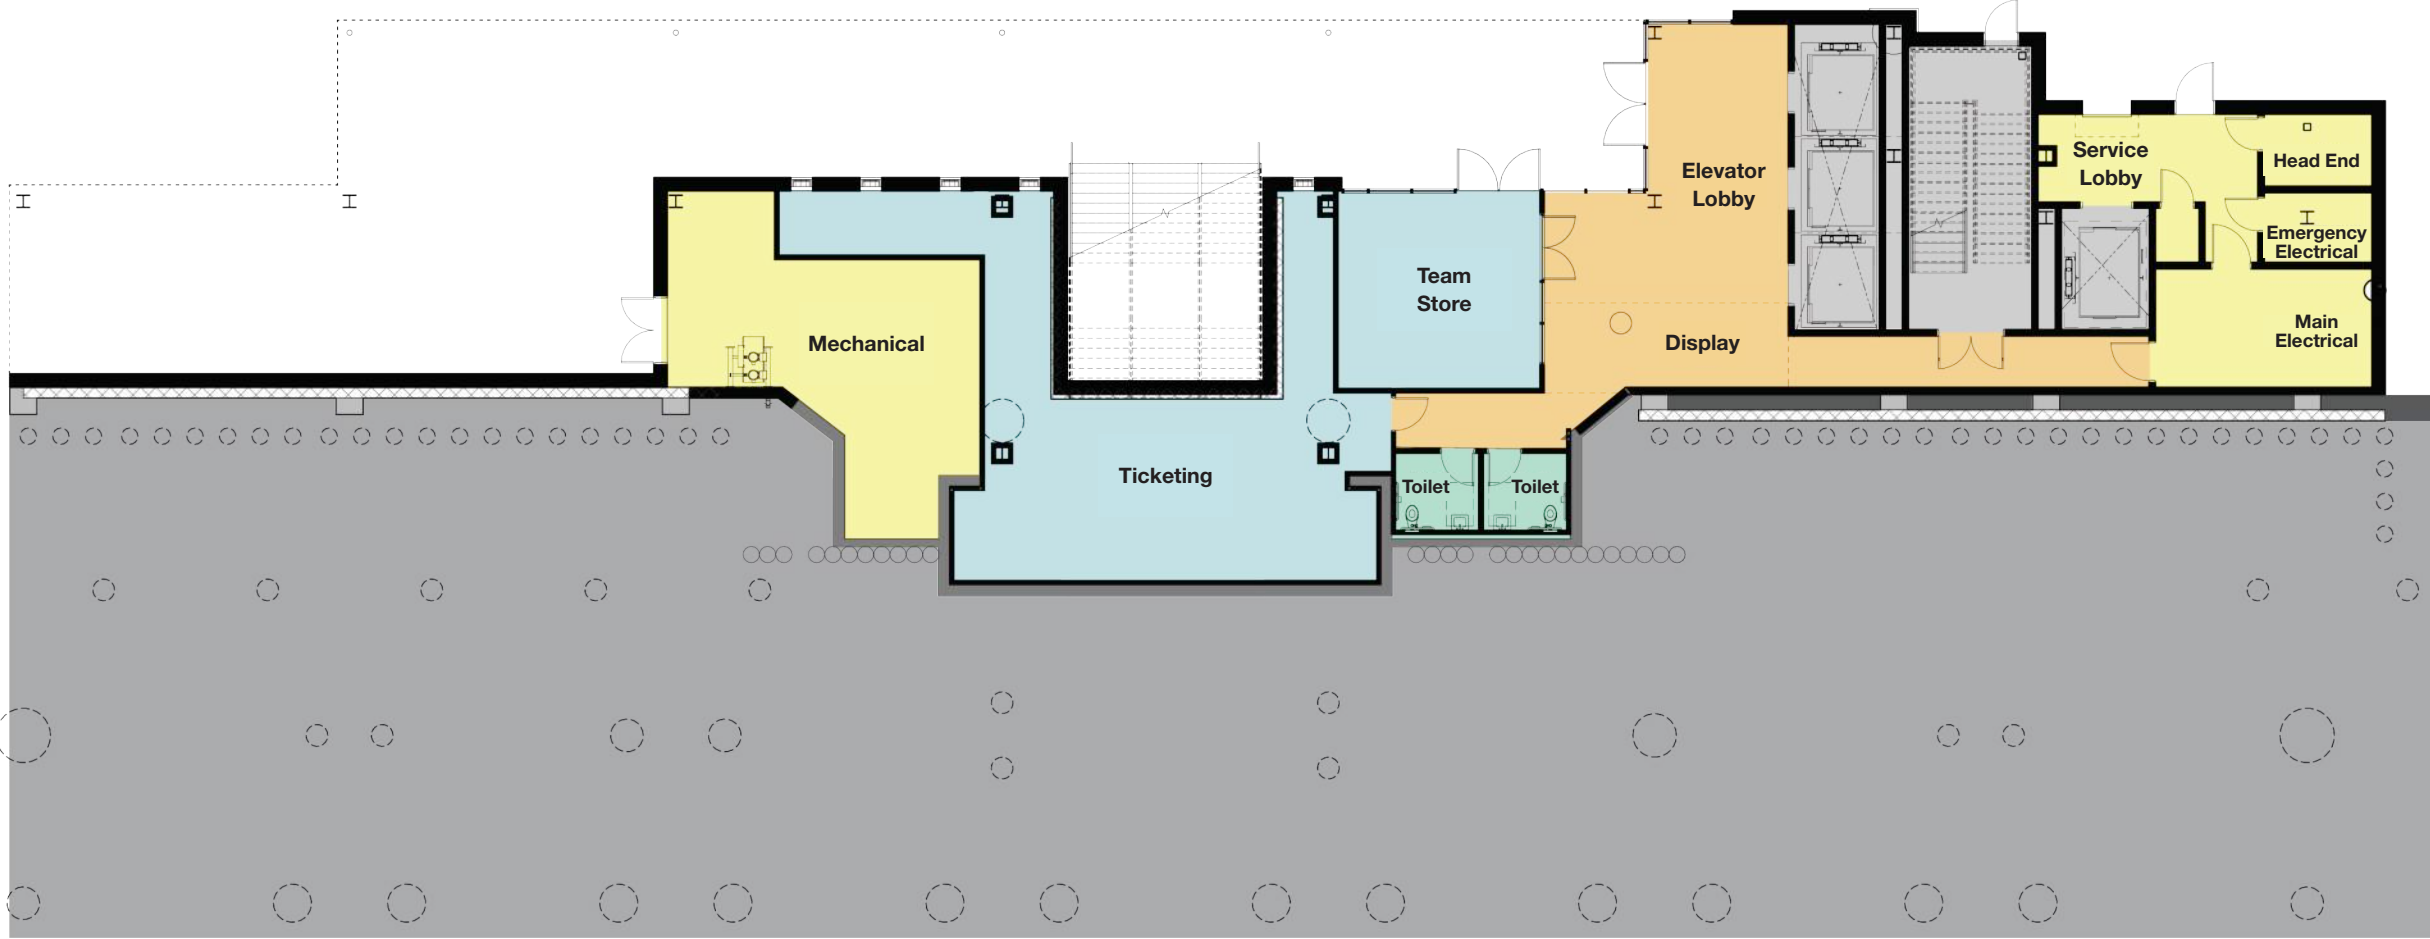 Elevator
Lobby
Service
Lobby
Head End
Emergency
Electrical
Team
Store
Mechanical
Display
Main
Electrical
Ticketing
Toilet
Toilet